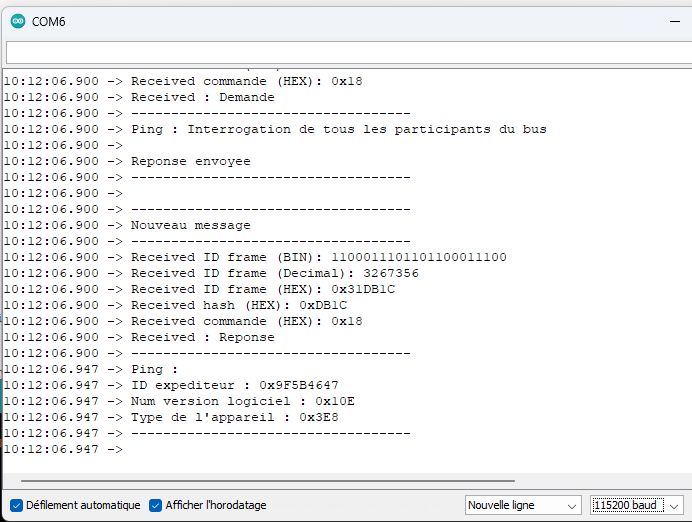 COM6
10:12:06.900 -> Received commande (HEX): 0x18
10:12:06.900 -> Received : Demande
10:12:06.900 -> -----------------------------------
10:12:06.900 -> Ping : Interrogation de tous les participants du bus
10:12:06.900 ->
10:12:06.900 -> Reponse envoyee
10:12:06.900 -> -----------------------------------
10:12:06.900 ->
10:12:06.900 -> -----------------------------------
10:12:06.900 -> Nouveau message
10:12:06.900 -> -----------------------------------
10:12:06.900 -> Received ID frame (BIN): 1100011101101100011100
10:12:06.900 -> Received ID frame (Decimal): 3267356
10:12:06.900 -> Received ID frame (HEX): 0x31DB1C
10:12:06.900 -> Received hash (HEX): 0xDB1C
10:12:06.900 -> Received commande (HEX): 0x18
10:12:06.900 -> Received : Reponse
10:12:06.900 -> -----------------------------------
10:12:06.947 -> Ping :
10:12:06.947 -> ID expediteur : 0x9F5B4647
10:12:06.947 -> Num version logiciel : 0x10E
10:12:06.947 -> Type de l'appareil : 0x3E8
10:12:06.947 -> -----------------------------------
10:12:06.947 ->
Défilement automatique Afficher l'horodatage Nouvelle ligne 115200 baud